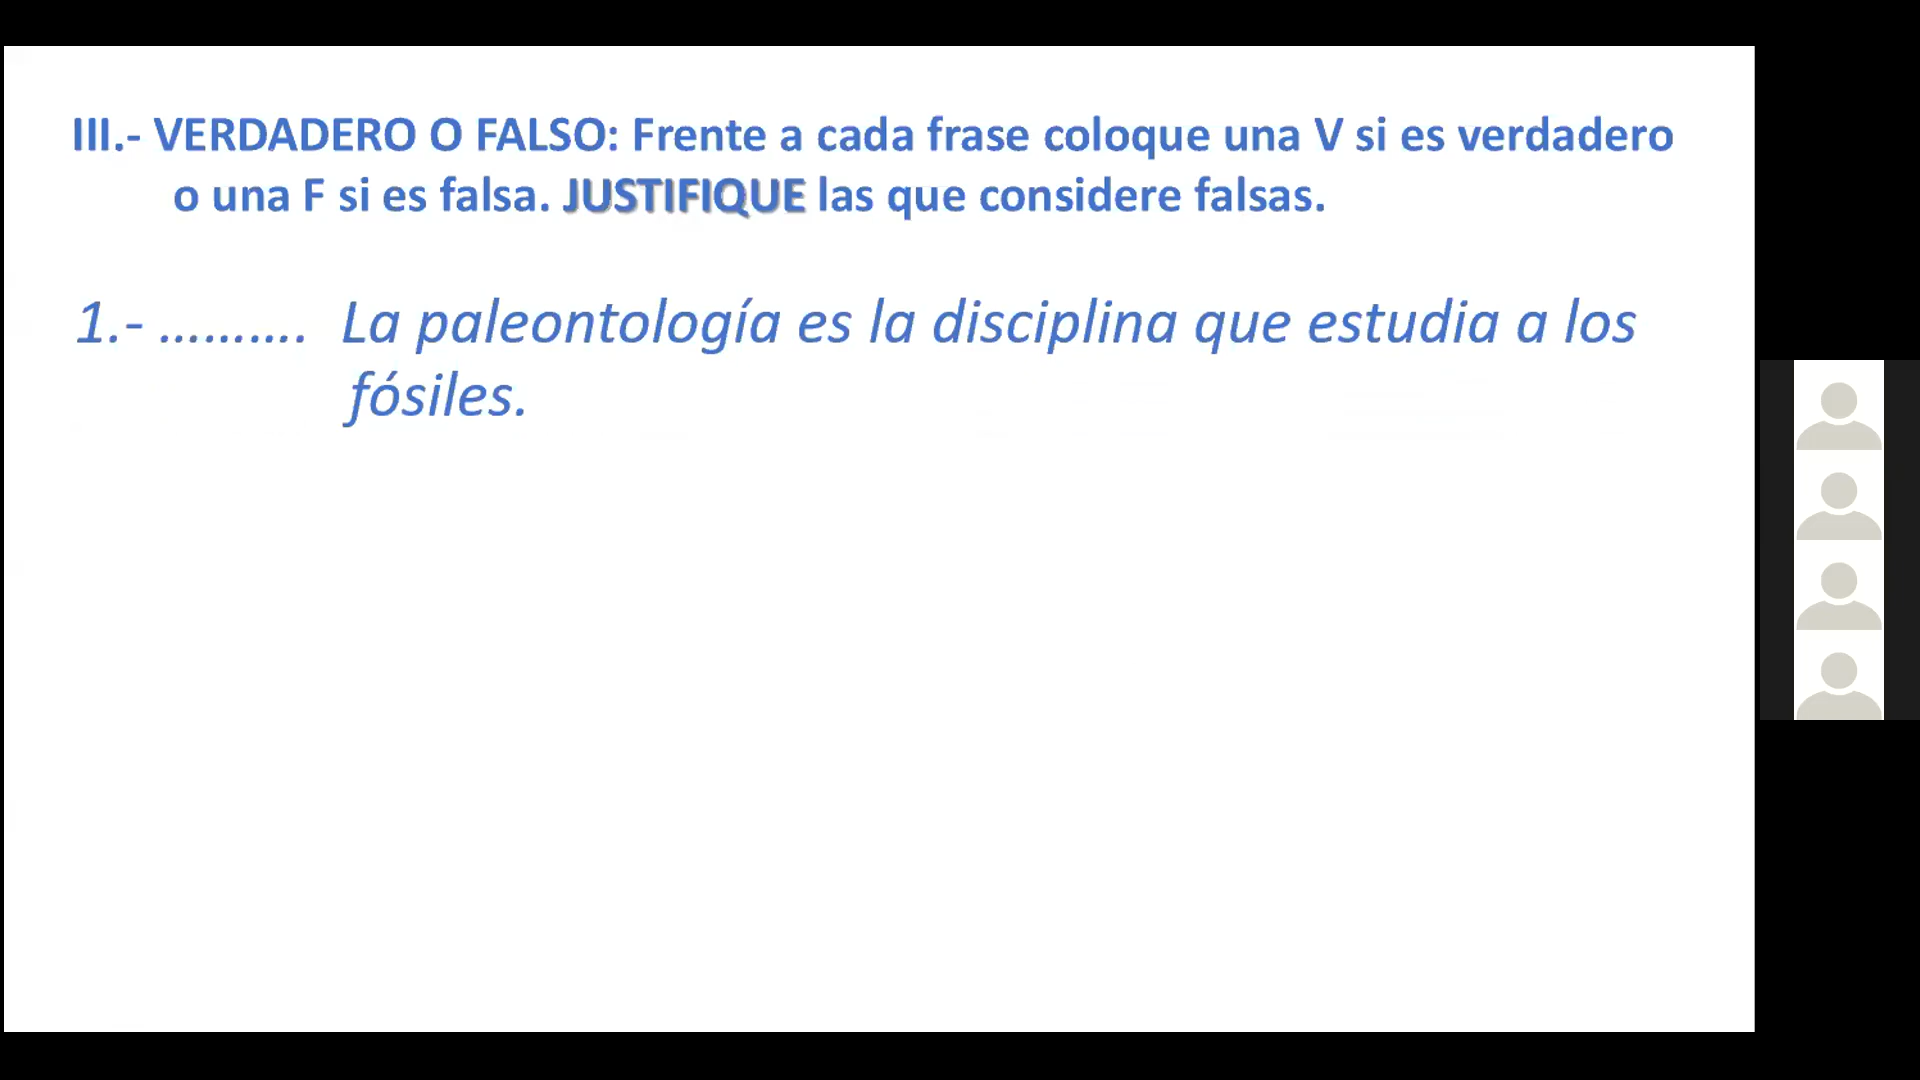 III.- VERDADERO O FALSO: Frente a cada frase coloque una V si es verdadero
o una F si es falsa. JUSTIFIQUE las que considere falsas.
1.- ………. La paleontología es la disciplina que estudia a los
fósiles.